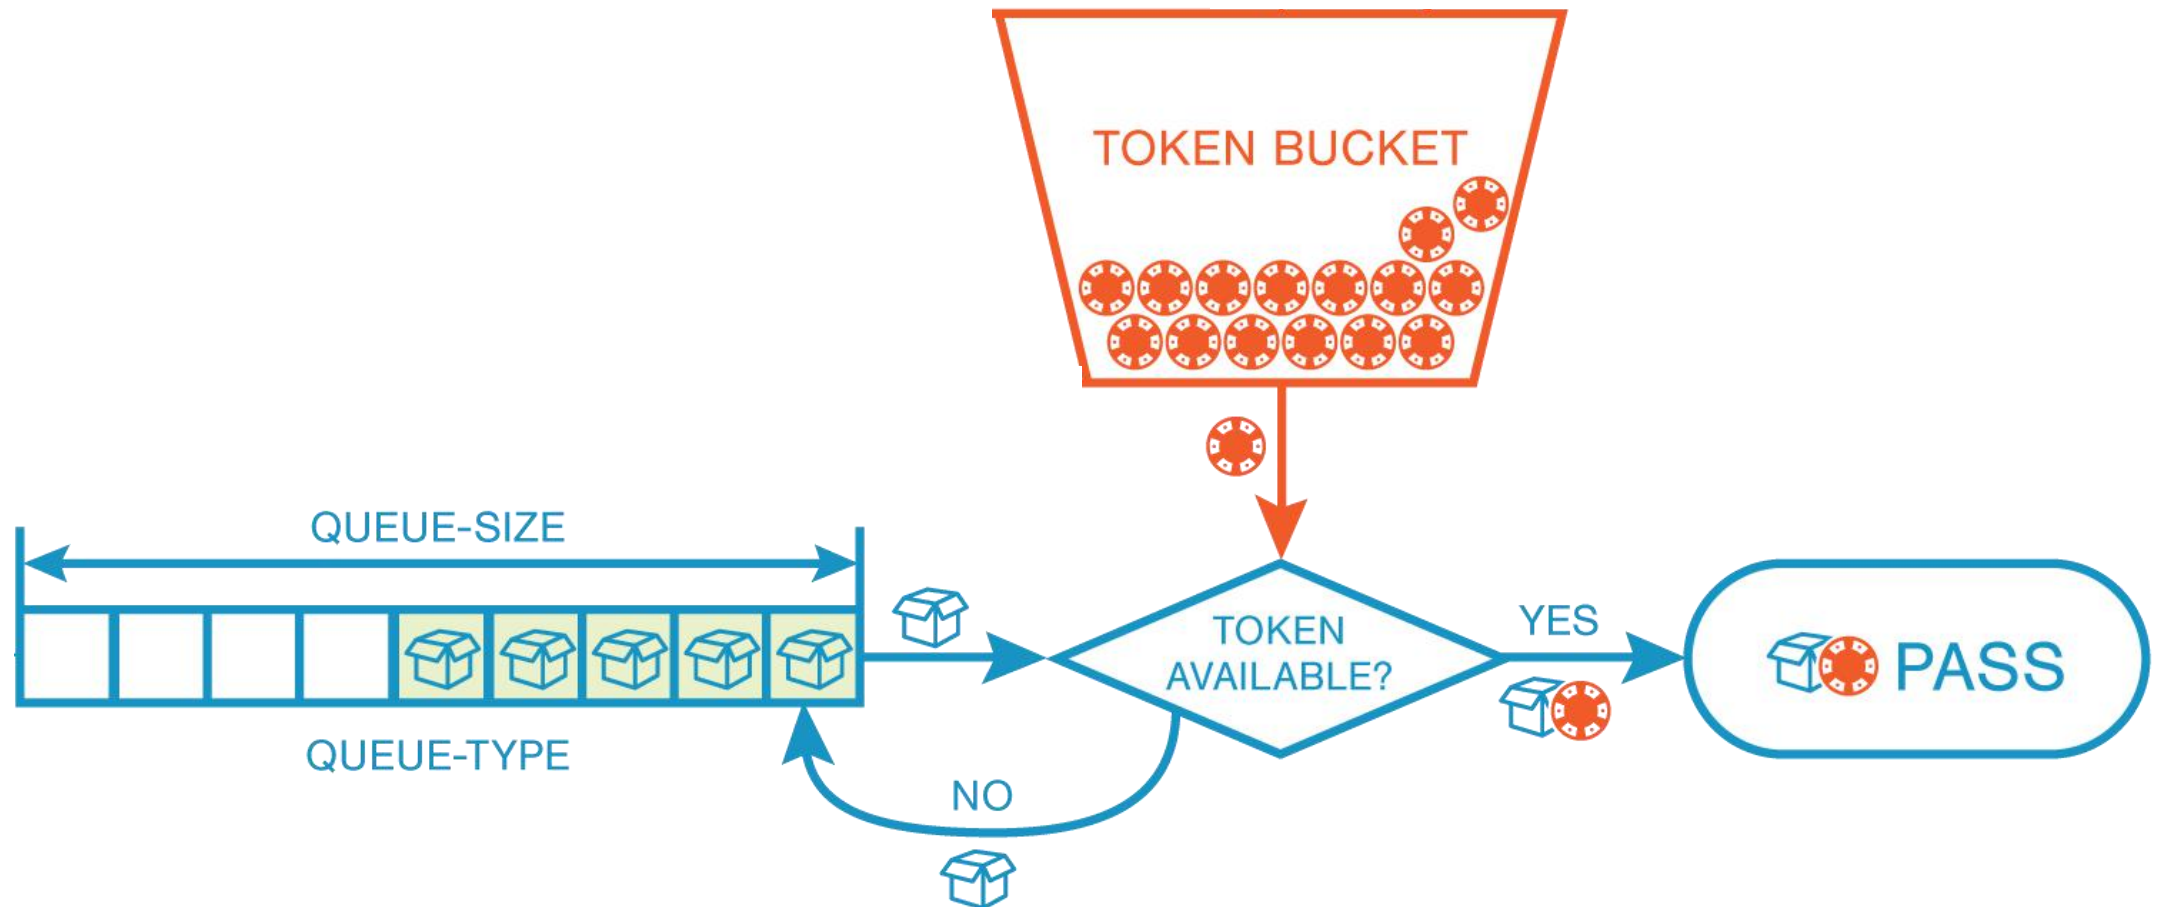 TOKEN BUCKET
QUEUE-SIZE
TOKEN
AVAILABLE?
YES
PASS
QUEUE-TYPE
NO